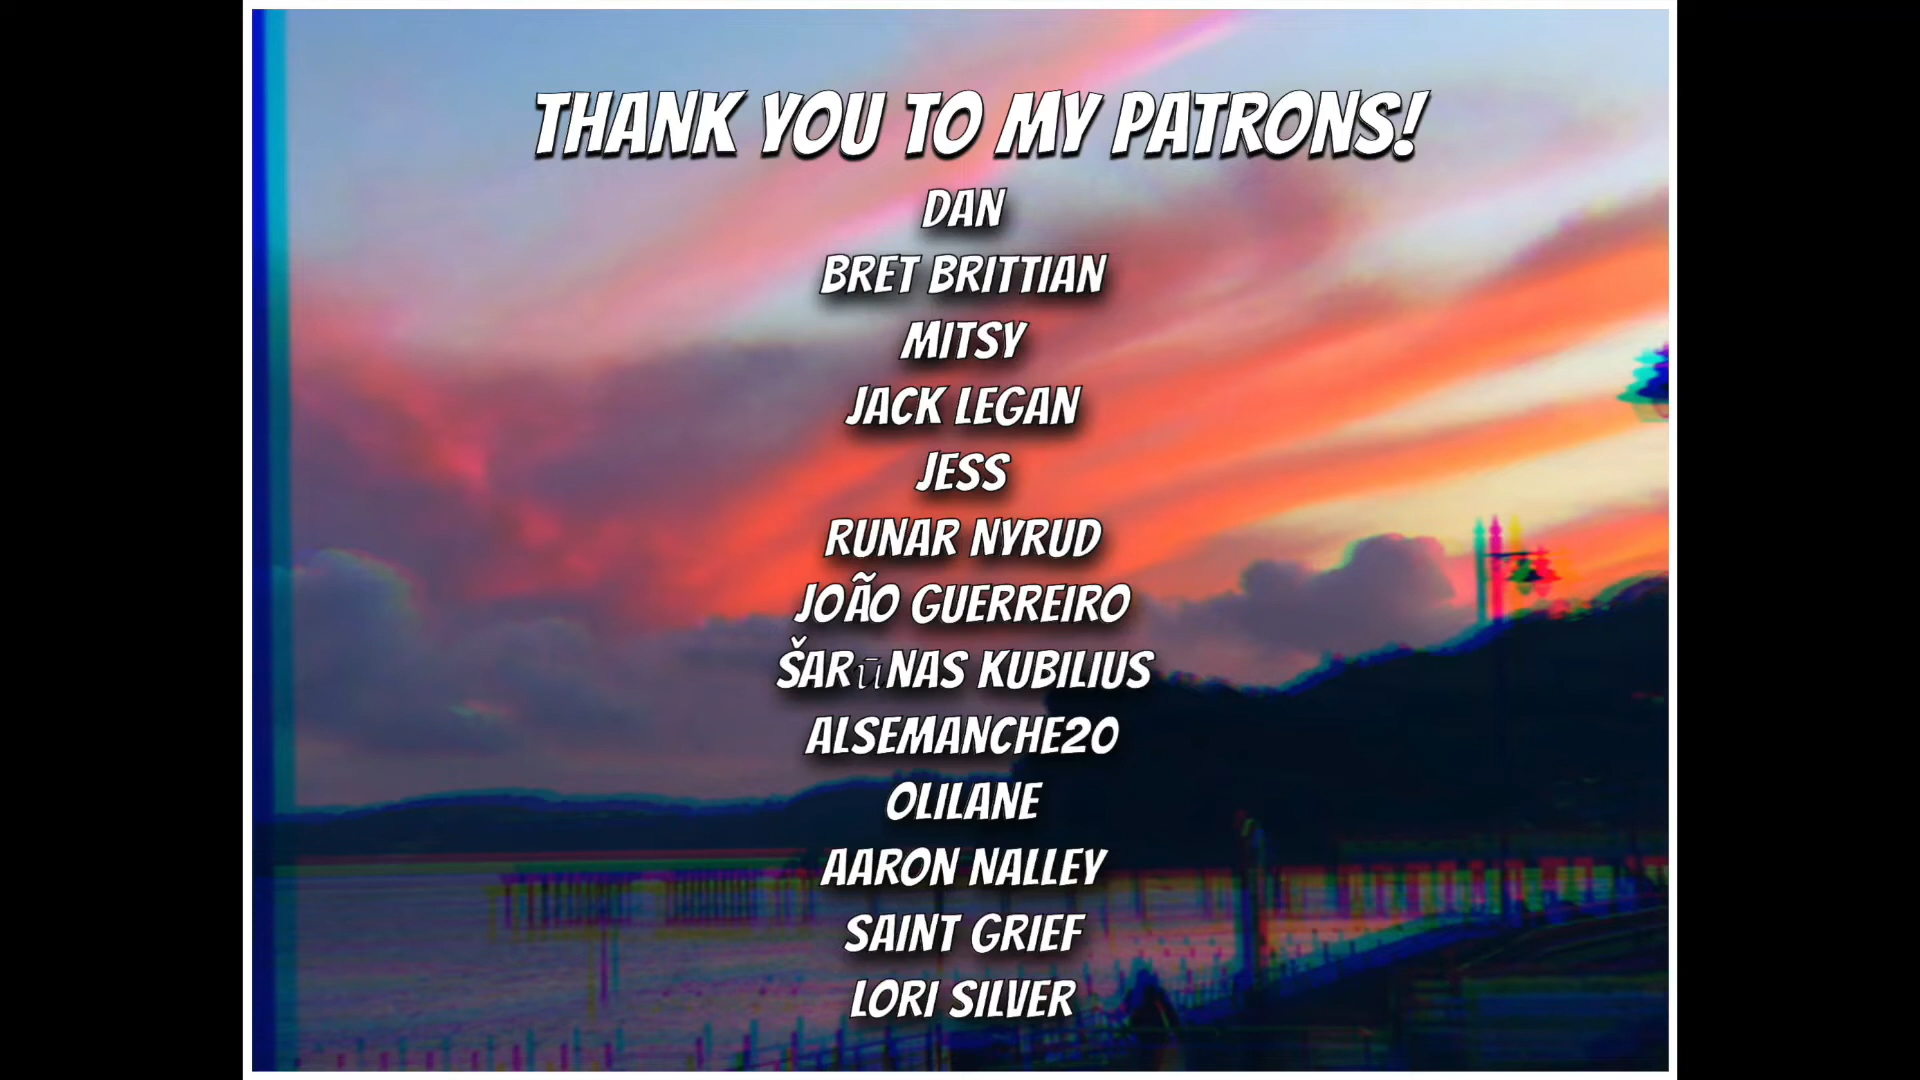 THANK YOU TO MY PATRONS!
DAN
BRET BRITTIAN
MITSY
JACK LEGAN
JESS
RUNAR NYRUD
JOÃO GUERREIRO
ŠARūNAS KUBILIUS
ALSEMANCHE20
OLILANE
AARON NALLEY
SAINT GRIEF
LORI SILVER